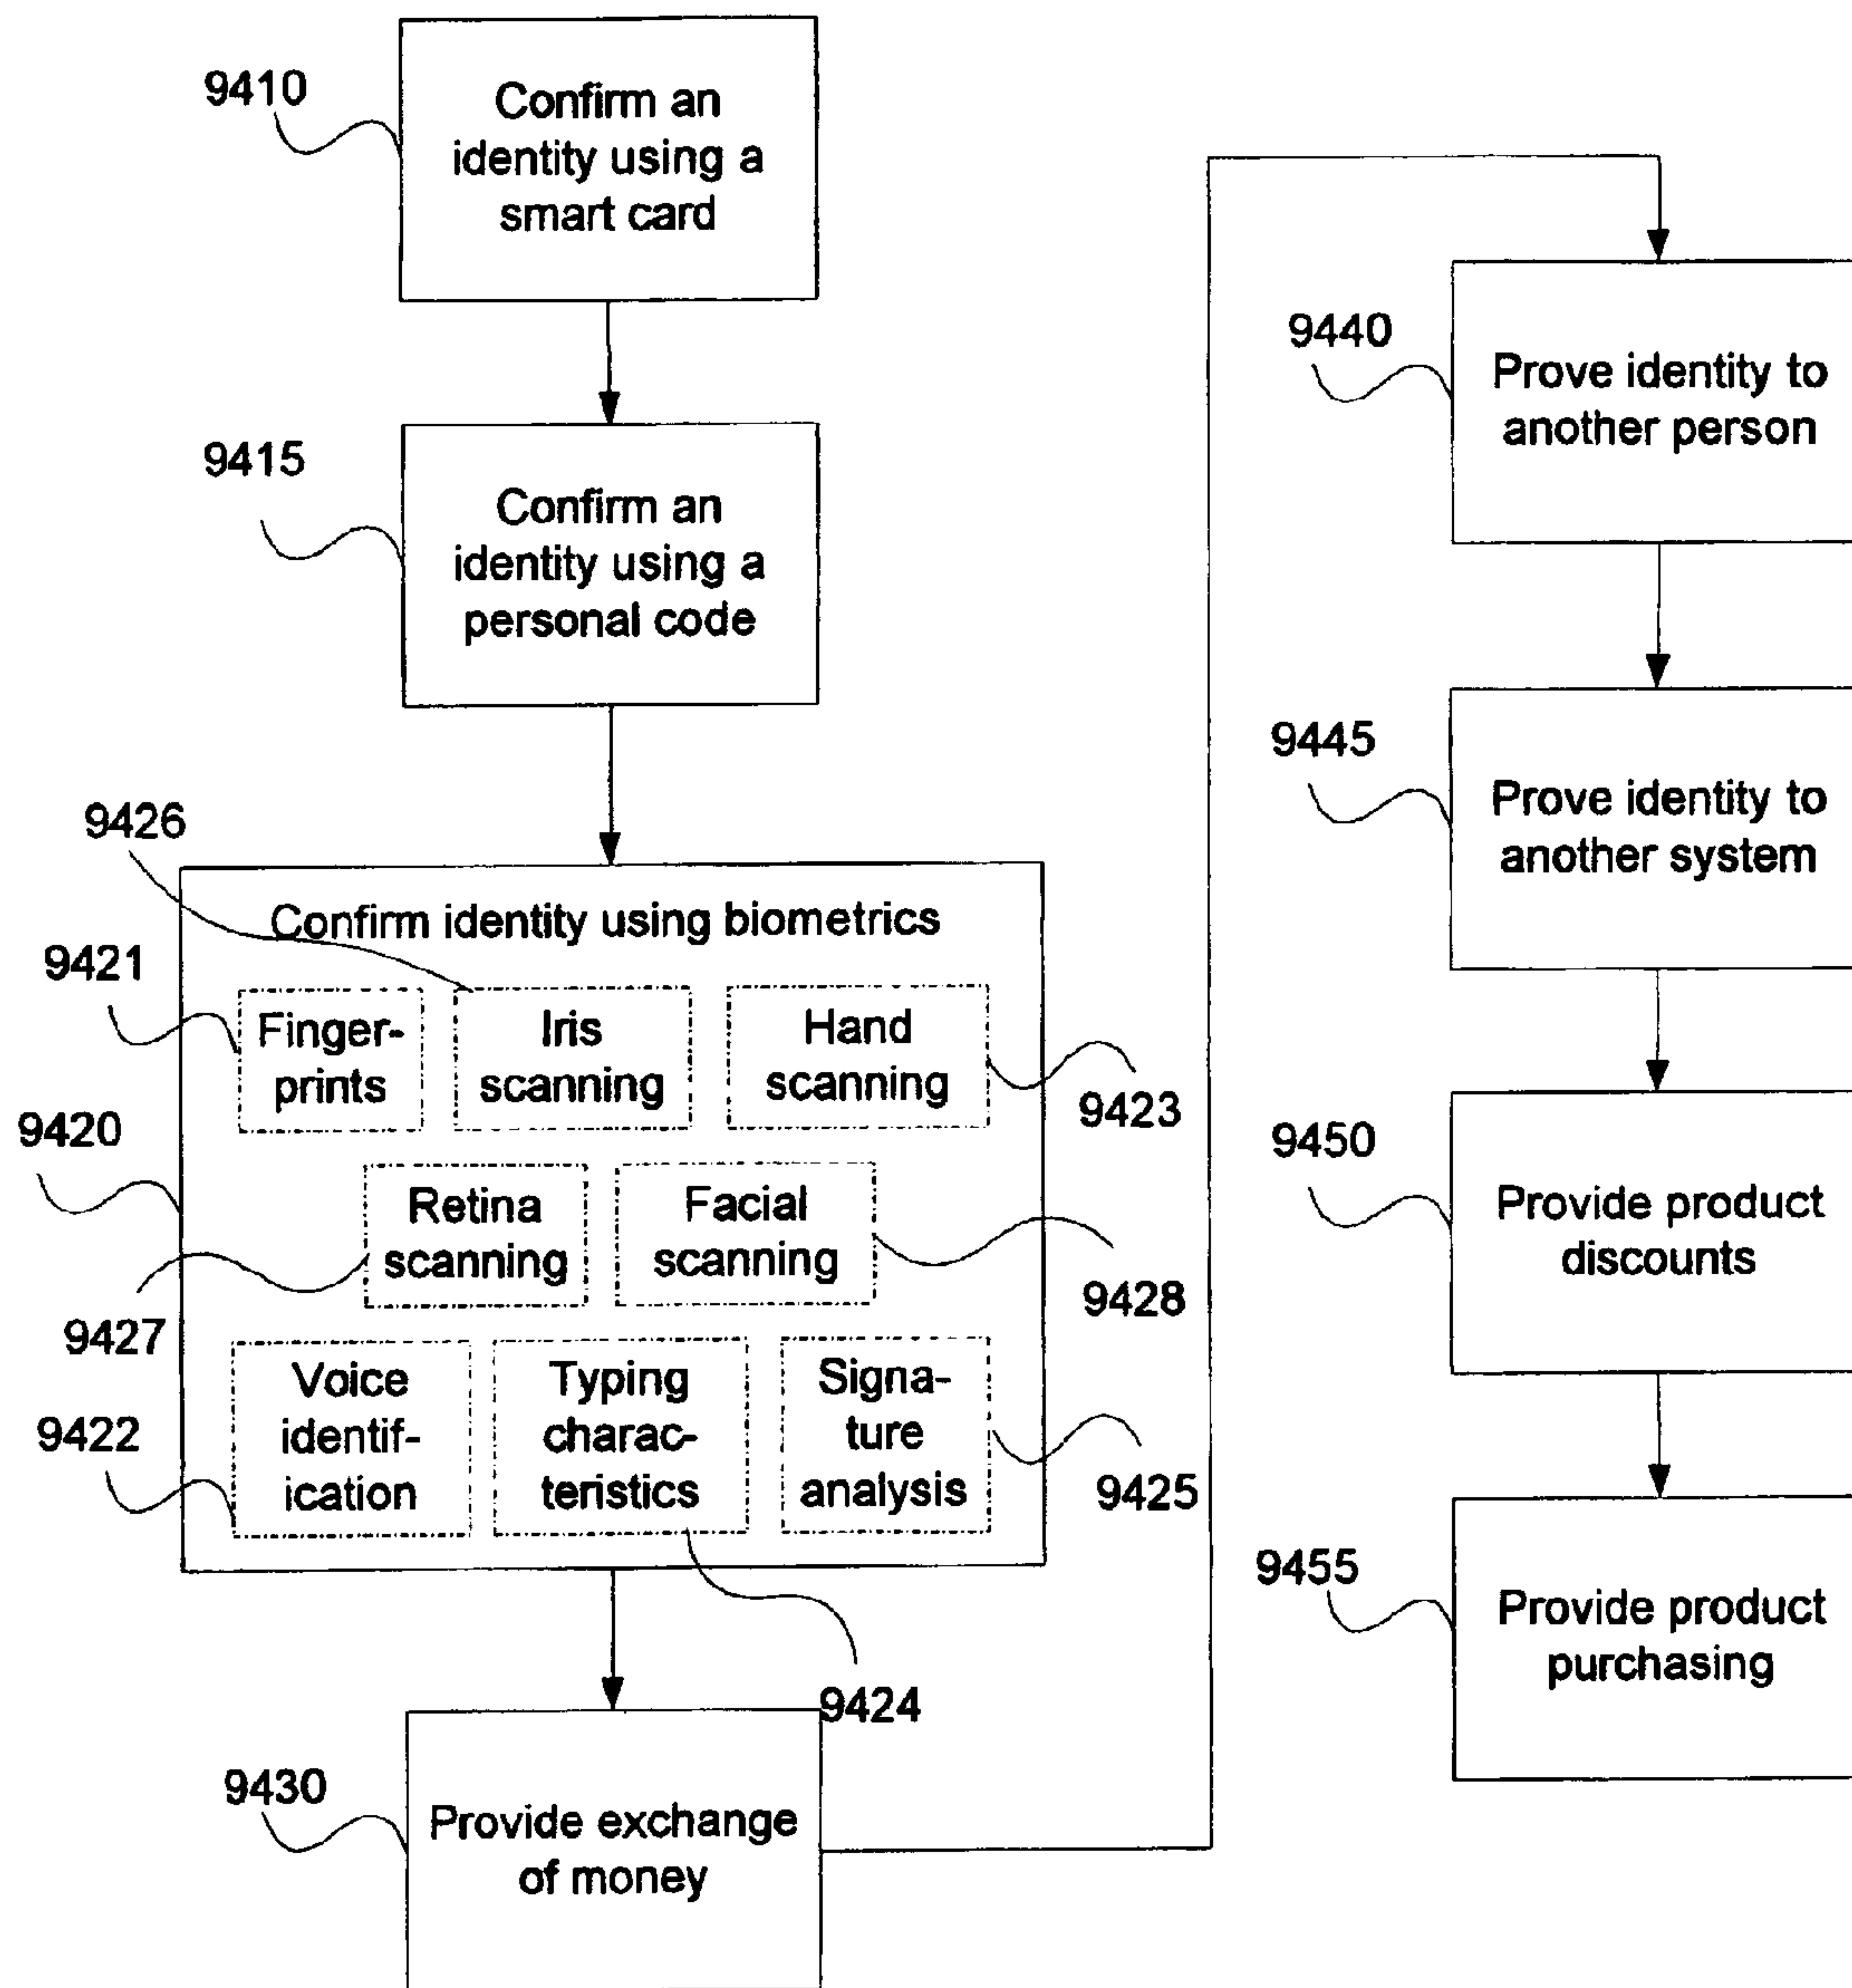 9410
Confirm an
identity using a
smart card
9415
Confirm an
identity using a
personal code
9426
Confirm identity using biometrics
9421
Finger-
prints
Iris
scanning
Hand
scanning
9423
9420
Retina
scanning
Facial
scanning
9427
9428
Voice
identif-
ication
9422
Typing
charac-
teristics
Signa-
ture
analysis
9425
9424
9430
Provide exchange
of money
9440
Prove identity to
another person
9445
Prove identity to
another system
9450
Provide product
discounts
9455
Provide product
purchasing